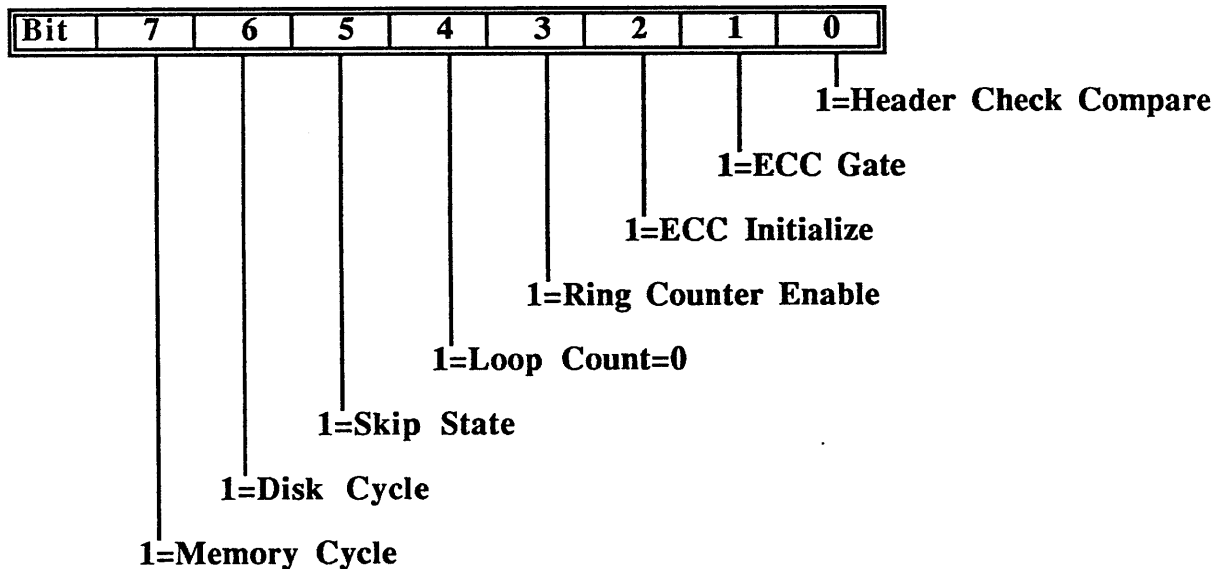 Bit 7 6 5 4 3 2 1 0
1=Header Check Compare
1=ECC Gate
1=ECC Initialize
1=Ring Counter Enable
1=Loop Count=0
1=Skip State
1=Disk Cycle
1=Memory Cycle